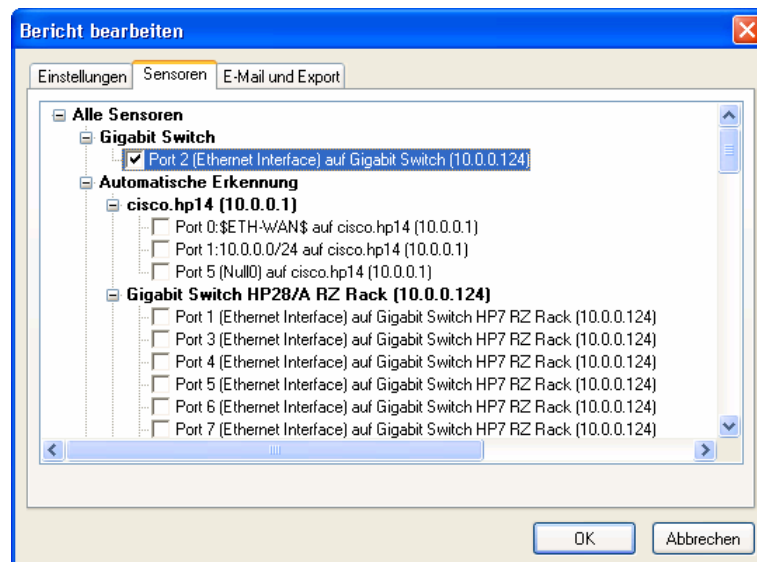 Bericht bearbeiten
Einstellungen Sensoren E-Mail und Export
Alle Sensoren
Gigabit Switch
Port 2 (Ethernet Interface) auf Gigabit Switch (10.0.0.124)
Automatische Erkennung
cisco.hp14 (10.0.0.1)
Port 0:$ETH-WAN$ auf cisco.hp14 (10.0.0.1)
Port 1:10.0.0.0/24 auf cisco.hp14 (10.0.0.1)
Port 5 (Null0) auf cisco.hp14 (10.0.0.1)
Gigabit Switch HP28/A RZ Rack (10.0.0.124)
Port 1 (Ethernet Interface) auf Gigabit Switch HP7 RZ Rack (10.0.0.124)
Port 3 (Ethernet Interface) auf Gigabit Switch HP7 RZ Rack (10.0.0.124)
Port 4 (Ethernet Interface) auf Gigabit Switch HP7 RZ Rack (10.0.0.124)
Port 5 (Ethernet Interface) auf Gigabit Switch HP7 RZ Rack (10.0.0.124)
Port 6 (Ethernet Interface) auf Gigabit Switch HP7 RZ Rack (10.0.0.124)
Port 7 (Ethernet Interface) auf Gigabit Switch HP7 RZ Rack (10.0.0.124)
OK Abbrechen